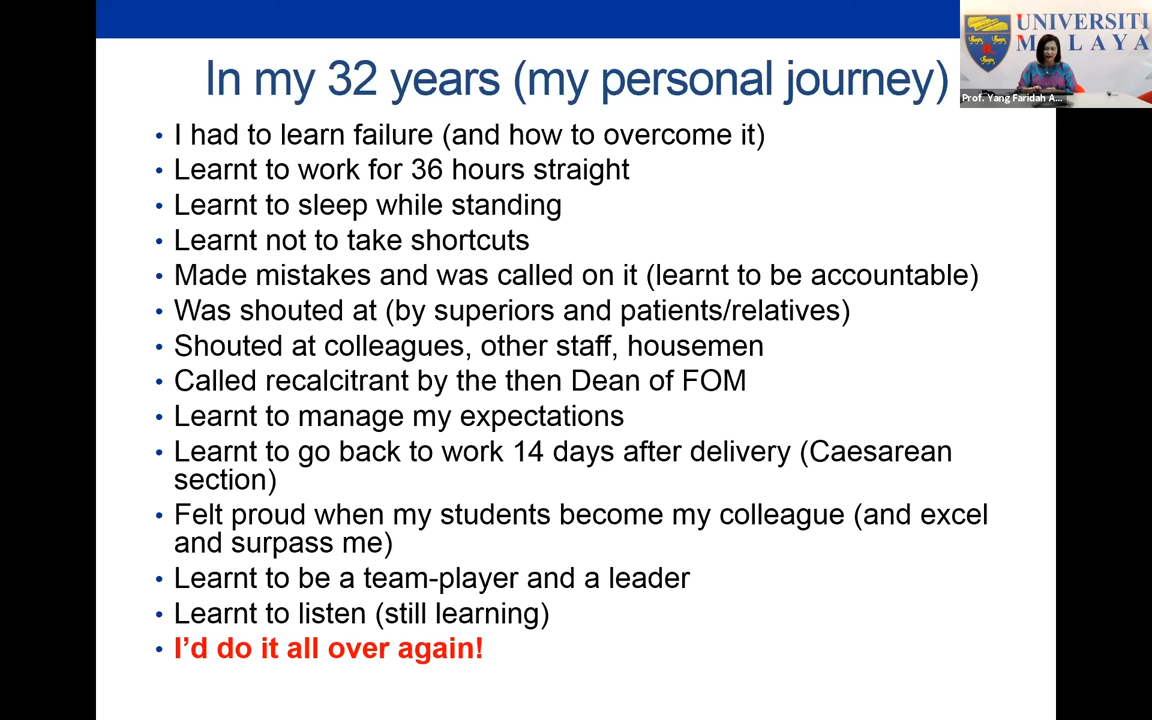 UNIVERSITI
MALAYA
Prof. Yang Faridah A...
In my 32 years (my personal journey)
• I had to learn failure (and how to overcome it)
• Learnt to work for 36 hours straight
• Learnt to sleep while standing
• Learnt not to take shortcuts
• Made mistakes and was called on it (learnt to be accountable)
• Was shouted at (by superiors and patients/relatives)
• Shouted at colleagues, other staff, housemen
• Called recalcitrant by the then Dean of FOM
• Learnt to manage my expectations
• Learnt to go back to work 14 days after delivery (Caesarean
section)
• Felt proud when my students become my colleague (and excel
and surpass me)
• Learnt to be a team-player and a leader
• Learnt to listen (still learning)
• I’d do it all over again!